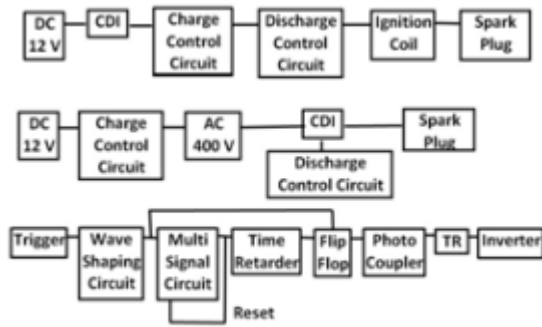 DC
12 V
CDI
Charge
Control
Circuit
Discharge
Control
Circuit
Ignition
Coil
Spark
Plug
DC
12 V
Charge
Control
Circuit
AC
400 V
CDI
Discharge
Control Circuit
Spark
Plug
Trigger
Wave
Shaping
Circuit
Multi
Signal
Circuit
Time
Retarder
Flip
Flop
Photo
Coupler
TR
Inverter
Reset